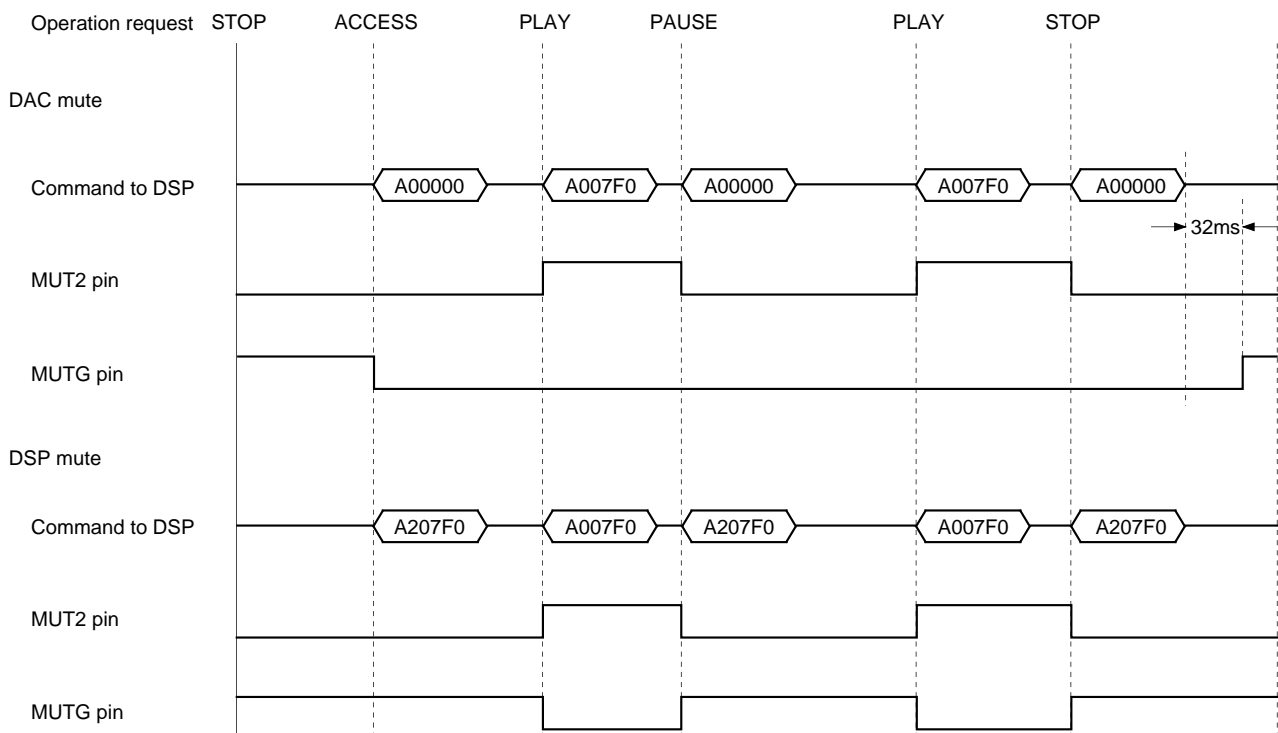 Operation request STOP ACCESS PLAY PAUSE PLAY STOP
DAC mute
Command to DSP A00000 A007F0 A00000 A007F0 A00000
32ms
MUT2 pin
MUTG pin
DSP mute
Command to DSP A207F0 A007F0 A207F0 A007F0 A207F0
MUT2 pin
MUTG pin